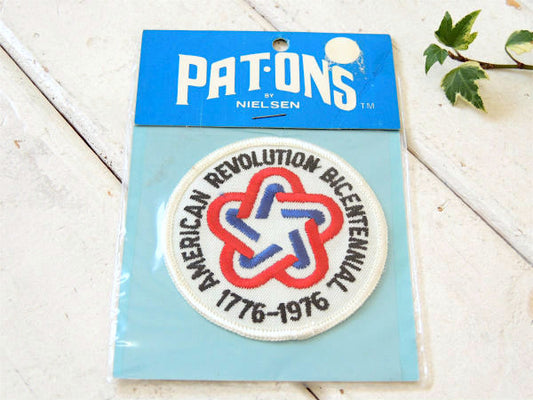 PAT·ONS
BY
NIELSEN TM
AMERICAN REVOLUTION BICENTENNIAL
1776-1976